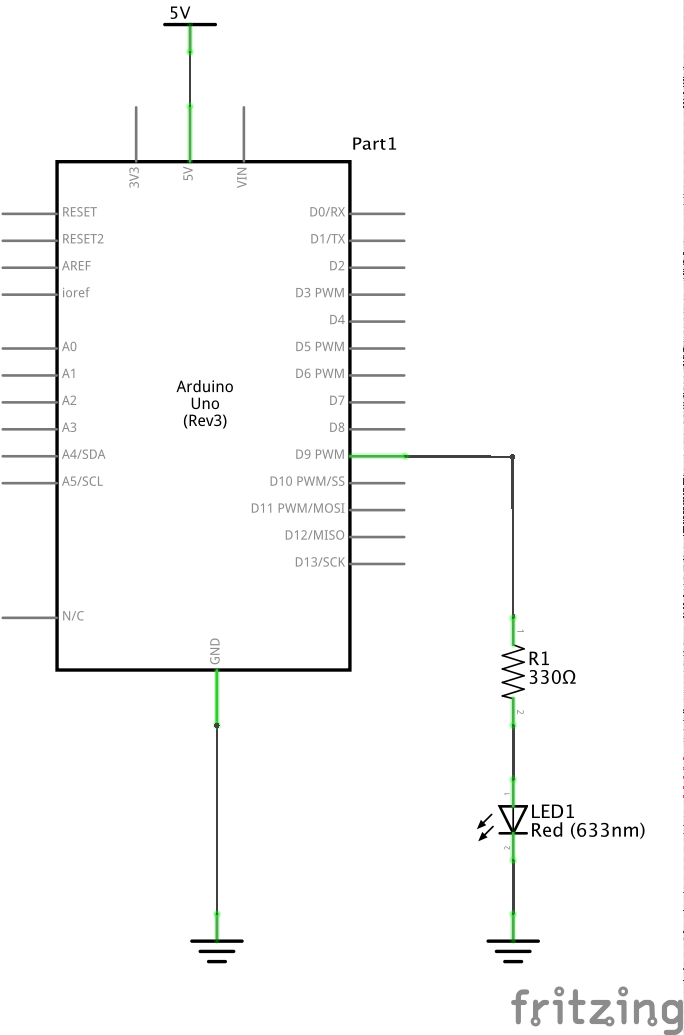 5V
Part1
3V3
5V
VIN
RESET
RESET2
AREF
ioref
A0
A1
A2
A3
A4/SDA
A5/SCL
N/C
Arduino
Uno
(Rev3)
D0/RX
D1/TX
D2
D3 PWM
D4
D5 PWM
D6 PWM
D7
D8
D9 PWM
D10 PWM/SS
D11 PWM/MOSI
D12/MISO
D13/SCK
GND
1
R1
330Ω
2
1
LED1
Red (633nm)
2
fritzing